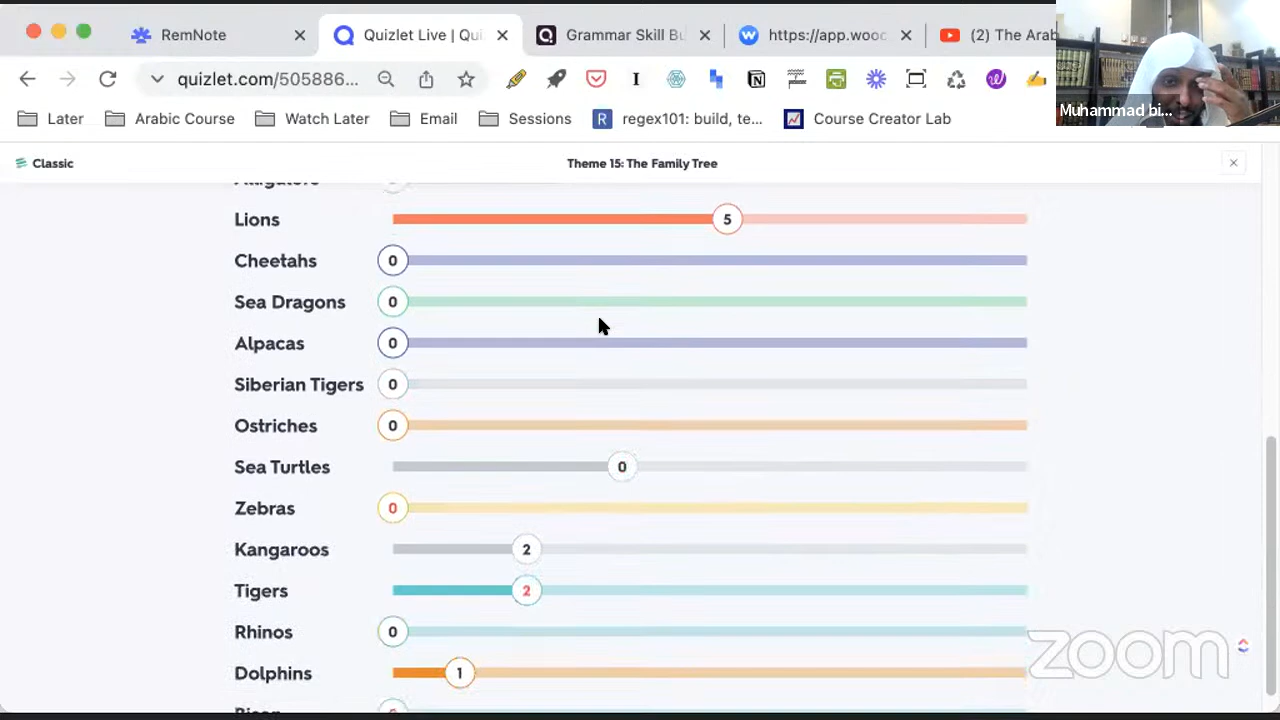 RemNote
Quizlet Live | Qui
Grammar Skill Bu
https://app.wooc
(2) The Arab
quizlet.com/505886...
Later
Arabic Course
Watch Later
Email
Sessions
R
regex101: build, te...
Course Creator Lab
Muhammad bi...
Classic
Theme 15: The Family Tree
Alligators
Lions
5
Cheetahs
0
Sea Dragons
0
Alpacas
0
Siberian Tigers
0
Ostriches
0
Sea Turtles
0
Zebras
0
Kangaroos
2
Tigers
2
Rhinos
0
Dolphins
1
zoom